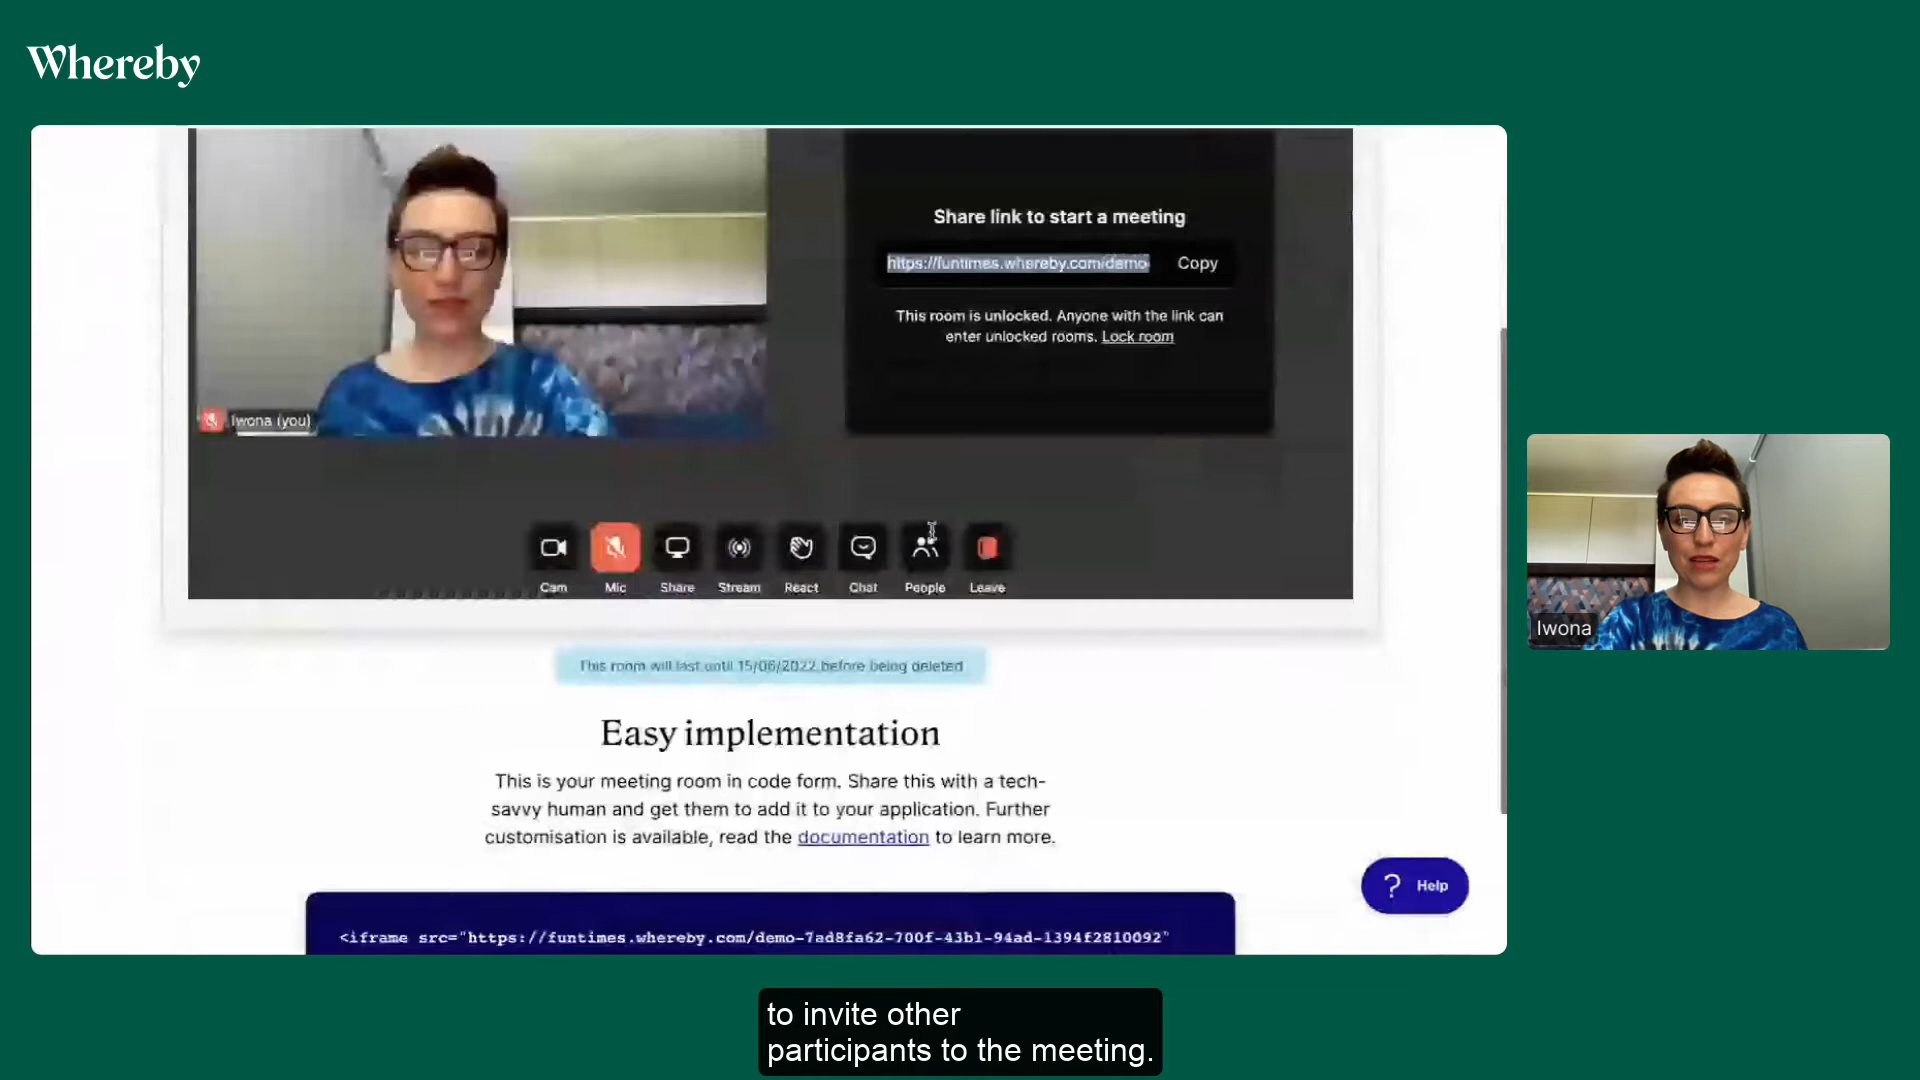 Whereby
Share link to start a meeting
https://funtimes.whereby.com/demo
Copy
This room is unlocked. Anyone with the link can
enter unlocked rooms. Lock room
Iwona (you)
Cam
Mic
Share
Stream
React
Chat
People
Leave
This room will last until 15/06/2022 before being deleted
Easy implementation
This is your meeting room in code form. Share this with a tech-
savvy human and get them to add it to your application. Further
customisation is available, read the documentation to learn more.
? Help
<iframe src="https://funtimes.whereby.com/demo-7ad8fa62-700f-43b1-94ad-1394f2810092"
Iwona
to invite other
participants to the meeting.